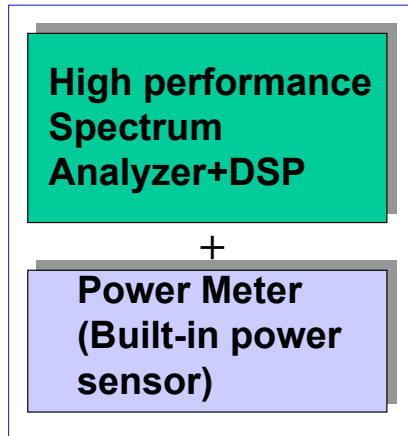 High performance
Spectrum
Analyzer+DSP
+
Power Meter
(Built-in power
sensor)